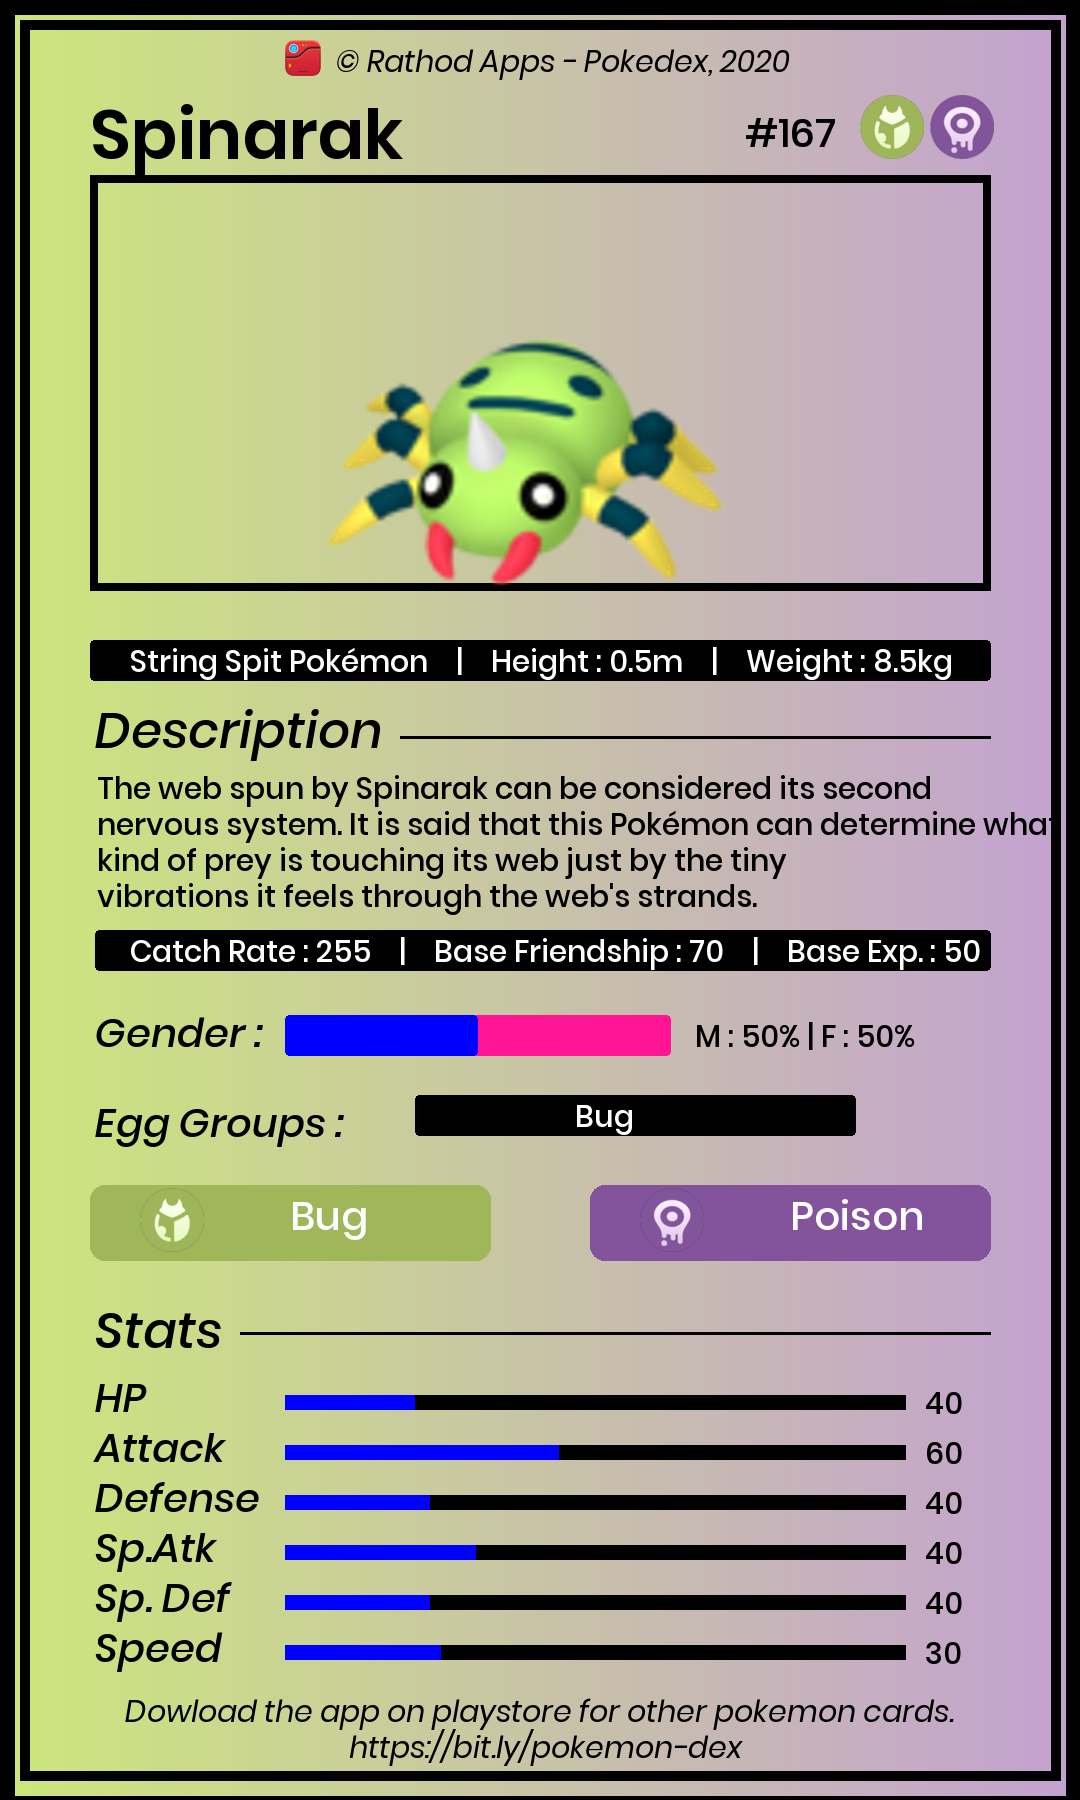 © Rathod Apps - Pokedex, 2020
Spinarak
#167
String Spit Pokémon | Height : 0.5m | Weight : 8.5kg
Description
The web spun by Spinarak can be considered its second
nervous system. It is said that this Pokémon can determine what
kind of prey is touching its web just by the tiny
vibrations it feels through the web's strands.
Catch Rate : 255 | Base Friendship : 70 | Base Exp. : 50
Gender : M : 50% | F : 50%
Egg Groups : Bug
Bug Poison
Stats
HP 40
Attack 60
Defense 40
Sp.Atk 40
Sp. Def 40
Speed 30
Dowload the app on playstore for other pokemon cards.
https://bit.ly/pokemon-dex